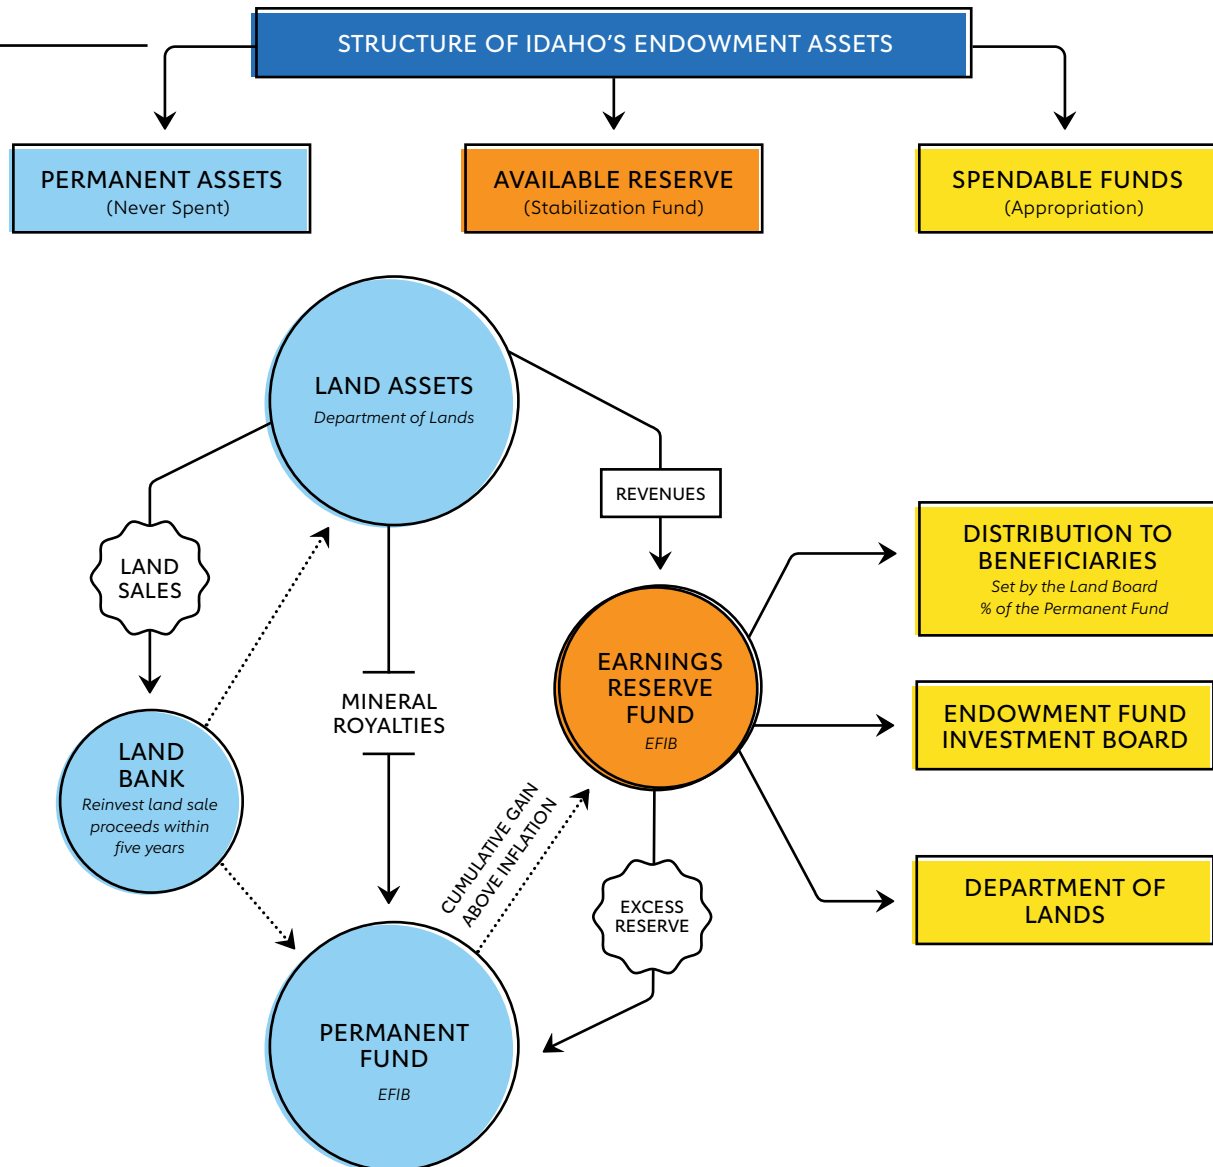 STRUCTURE OF IDAHO'S ENDOWMENT ASSETS
PERMANENT ASSETS
(Never Spent)
AVAILABLE RESERVE
(Stabilization Fund)
SPENDABLE FUNDS
(Appropriation)
LAND ASSETS
Department of Lands
REVENUES
LAND
SALES
DISTRIBUTION TO
BENEFICIARIES
Set by the Land Board
% of the Permanent Fund
EARNINGS
RESERVE
FUND
EFIB
MINERAL
ROYALTIES
ENDOWMENT FUND
INVESTMENT BOARD
LAND
BANK
Reinvest land sale
proceeds within
five years
CUMULATIVE GAIN
ABOVE INFLATION
EXCESS
RESERVE
DEPARTMENT OF
LANDS
PERMANENT
FUND
EFIB